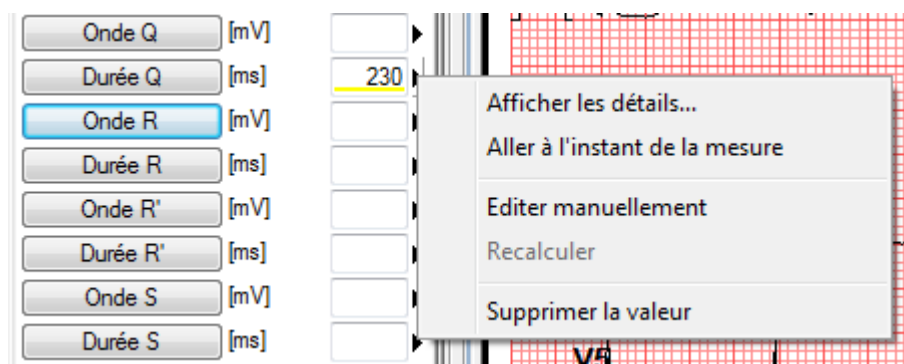 Onde Q [mV]
Durée Q [ms] 230
Onde R [mV]
Durée R [ms]
Onde R' [mV]
Durée R' [ms]
Onde S [mV]
Durée S [ms]
Afficher les détails...
Aller à l'instant de la mesure
Editer manuellement
Recalculer
Supprimer la valeur
V5